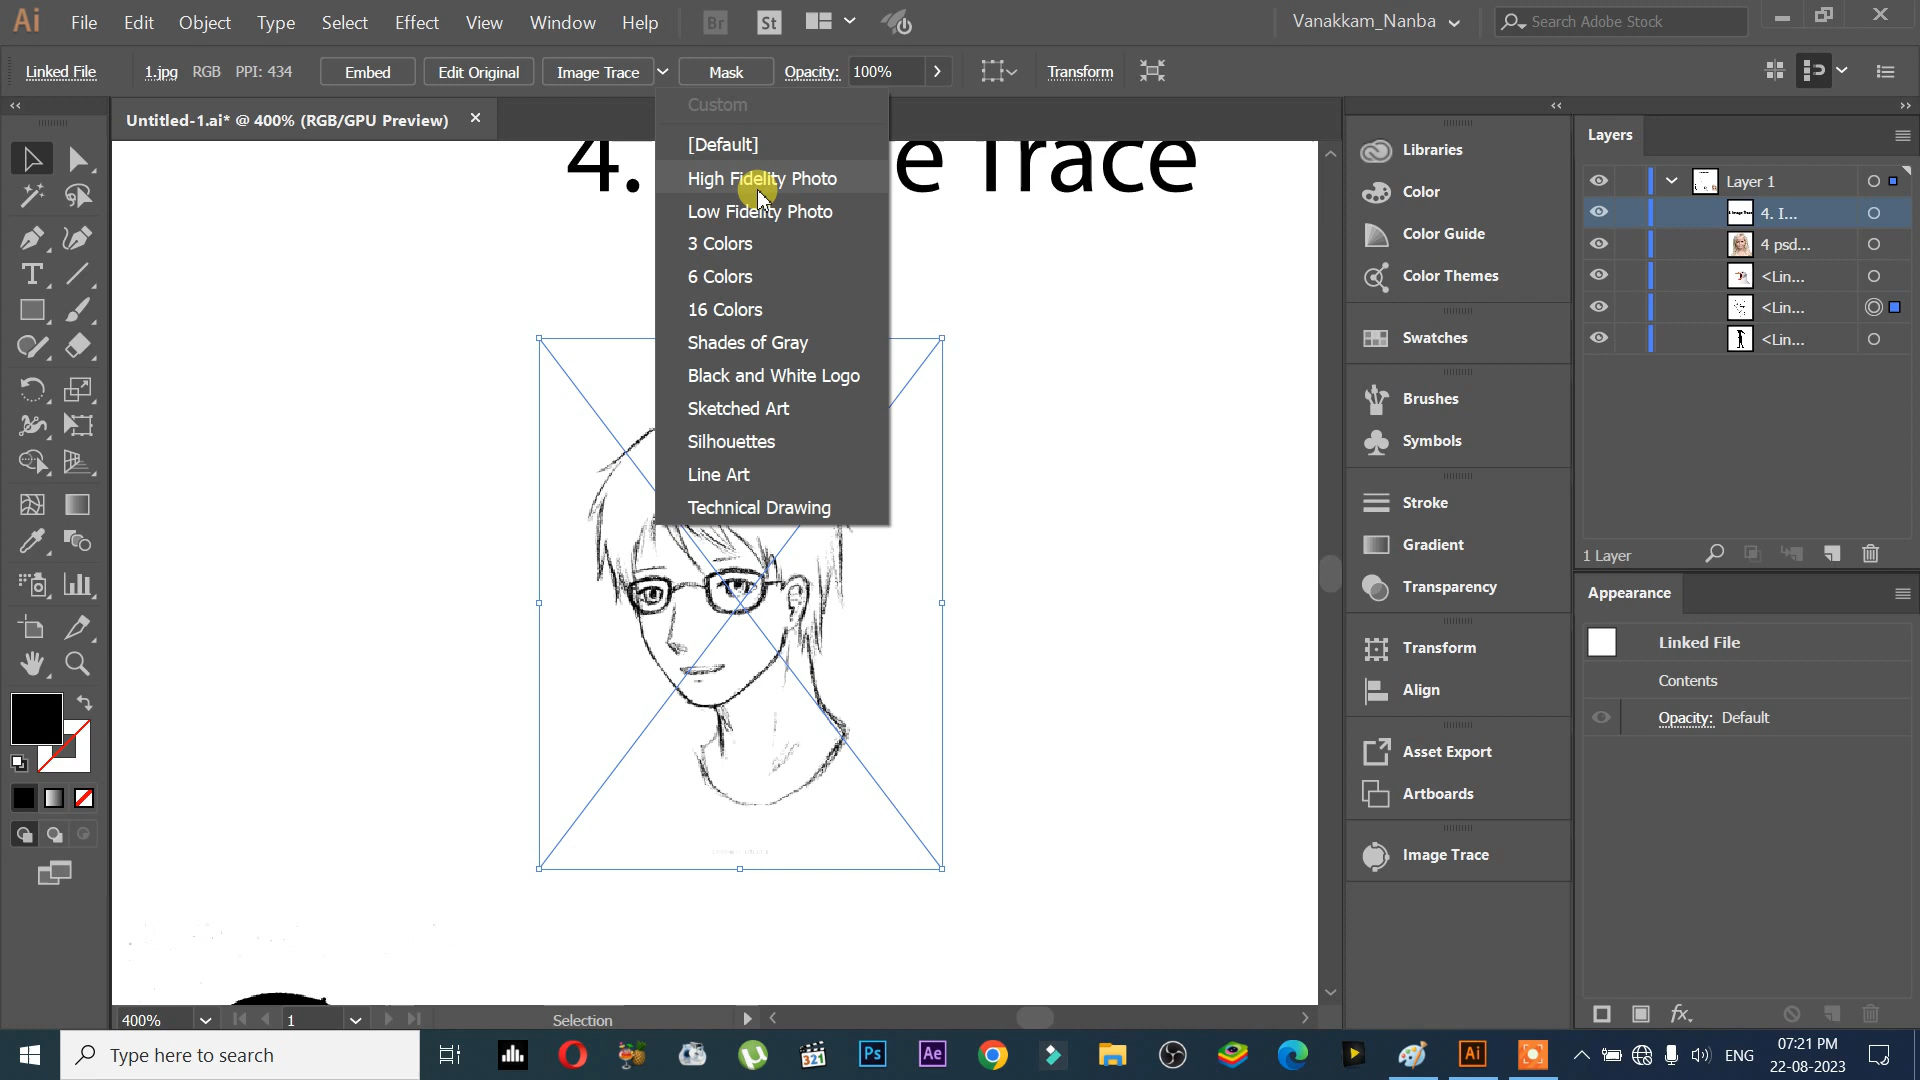 Ai File Edit Object Type Select Effect View Window Help Br St Vanakkam_Nanba Search Adobe Stock
Linked File 1.jpg RGB PPI: 434 Embed Edit Original Image Trace Mask Opacity: 100% Transform
Untitled-1.ai* @ 400% (RGB/GPU Preview)
Custom
[Default]
High Fidelity Photo
Low Fidelity Photo
3 Colors
6 Colors
16 Colors
Shades of Gray
Black and White Logo
Sketched Art
Silhouettes
Line Art
Technical Drawing
4. e Trace
Libraries
Color
Color Guide
Color Themes
Swatches
Brushes
Symbols
Stroke
Gradient
Transparency
Transform
Align
Asset Export
Artboards
Image Trace
Layers
Layer 1
4. I...
4 psd...
<Lin...
<Lin...
<Lin...
1 Layer
Appearance
Linked File
Contents
Opacity: Default
fx
400% 1 Selection
Type here to search
321 Ps Ae Ai
ENG
07:21 PM
22-08-2023